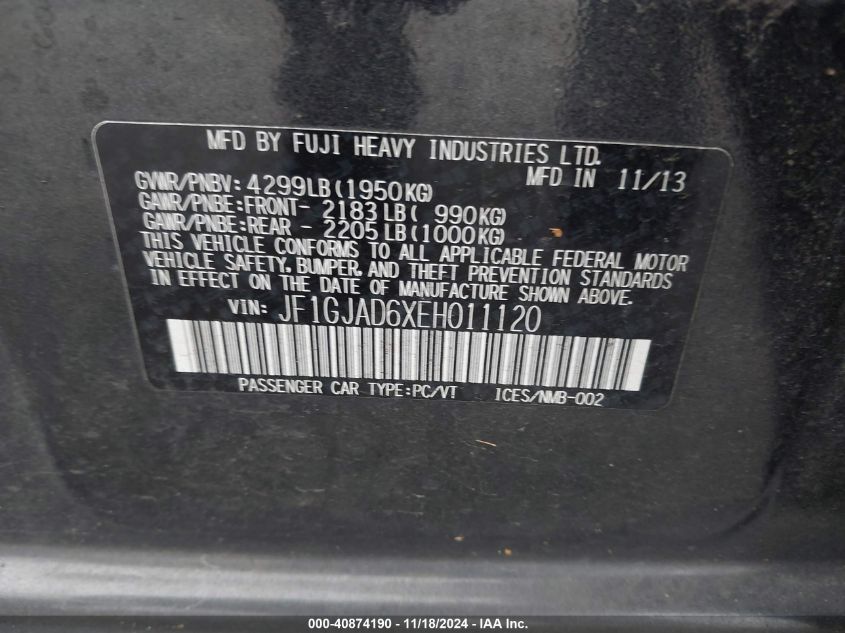 MFD BY FUJI HEAVY INDUSTRIES LTD.
MFD IN 11/13
GVWR/PNBV: 4299LB(1950KG)
GAWR/PNBE:FRONT- 2183LB( 990KG)
GAWR/PNBE:REAR - 2205LB(1000KG)
THIS VEHICLE CONFORMS TO ALL APPLICABLE FEDERAL MOTOR
VEHICLE SAFETY, BUMPER, AND THEFT PREVENTION STANDARDS
IN EFFECT ON THE DATE OF MANUFACTURE SHOWN ABOVE.
VIN: JF1GJAD6XEH011120
PASSENGER CAR TYPE:PC/VT ICES/NMB-002
000-40874190 - 11/18/2024 - IAA Inc.